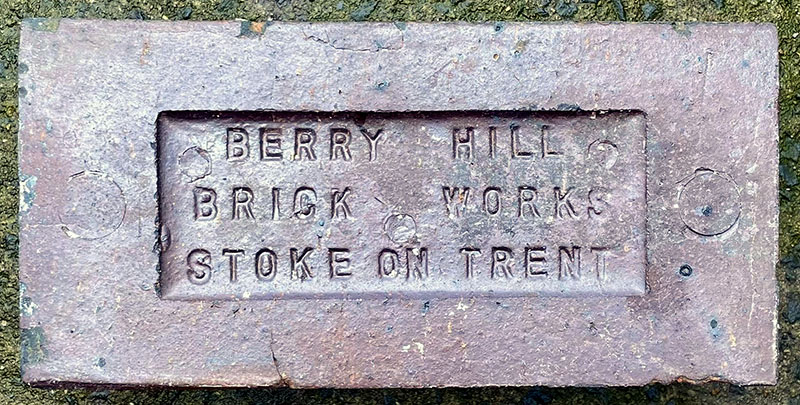 BERRY HILL
BRICK WORKS
STOKE ON TRENT